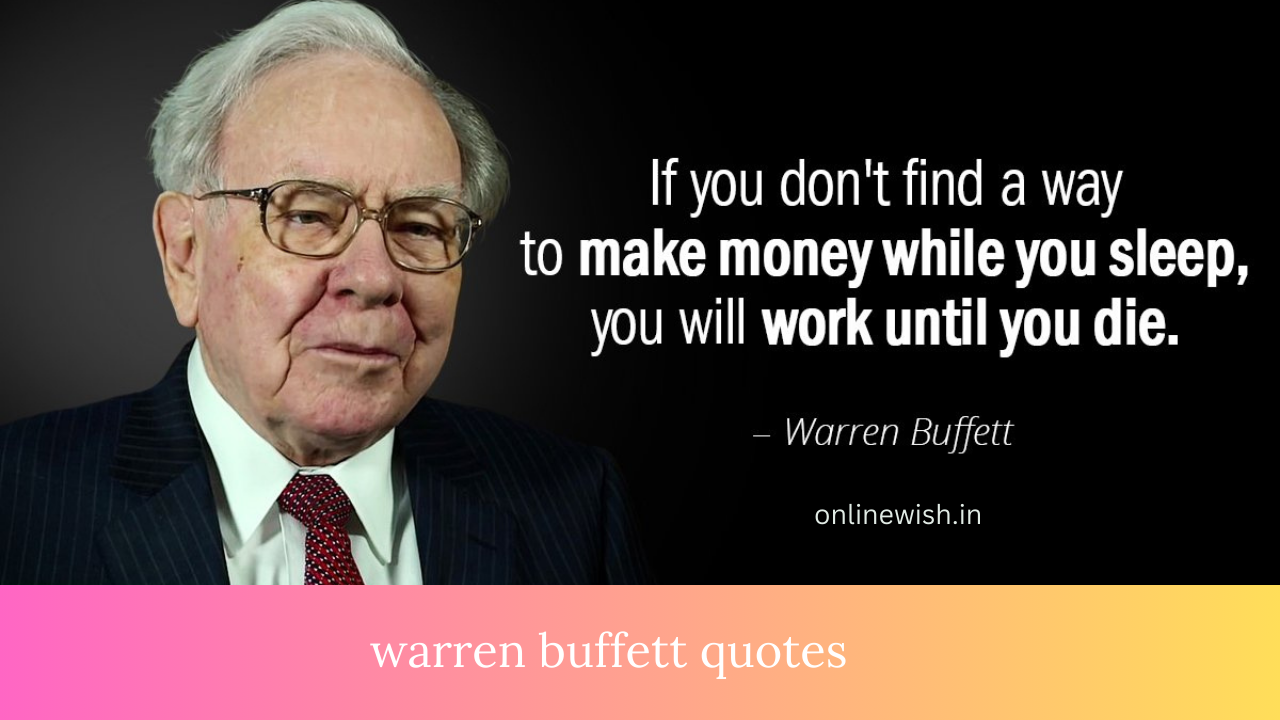 If you don't find a way
to make money while you sleep,
you will work until you die.
– Warren Buffett
onlinewish.in
warren buffett quotes